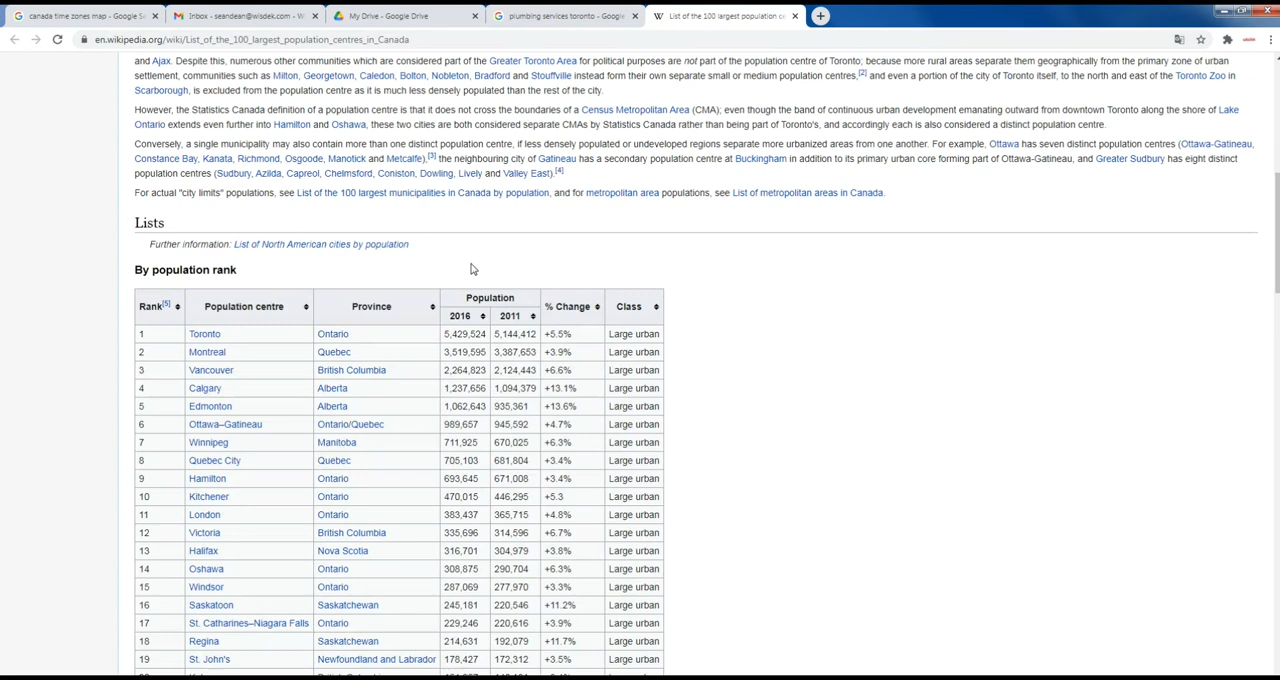 canada time zones map - Google Se
Inbox - seandean@wisdek.com - W
My Drive - Google Drive
plumbing services toronto - Google
List of the 100 largest population ce
en.wikipedia.org/wiki/List_of_the_100_largest_population_centres_in_Canada
and Ajax. Despite this, numerous other communities which are considered part of the Greater Toronto Area for political purposes are not part of the population centre of Toronto; because more rural areas separate them geographically from the primary zone of urban
settlement, communities such as Milton, Georgetown, Caledon, Bolton, Nobleton, Bradford and Stouffville instead form their own separate small or medium population centres,[2] and even a portion of the city of Toronto itself, to the north and east of the Toronto Zoo in
Scarborough, is excluded from the population centre as it is much less densely populated than the rest of the city.
However, the Statistics Canada definition of a population centre is that it does not cross the boundaries of a Census Metropolitan Area (CMA); even though the band of continuous urban development emanating outward from downtown Toronto along the shore of Lake
Ontario extends even further into Hamilton and Oshawa, these two cities are both considered separate CMAs by Statistics Canada rather than being part of Toronto's, and accordingly each is also considered a distinct population centre.
Conversely, a single municipality may also contain more than one distinct population centre, if less densely populated or undeveloped regions separate more urbanized areas from one another. For example, Ottawa has seven distinct population centres (Ottawa-Gatineau,
Constance Bay, Kanata, Richmond, Osgoode, Manotick and Metcalfe),[3] the neighbouring city of Gatineau has a secondary population centre at Buckingham in addition to its primary urban core forming part of Ottawa-Gatineau, and Greater Sudbury has eight distinct
population centres (Sudbury, Azilda, Capreol, Chelmsford, Coniston, Dowling, Lively and Valley East).[4]
For actual "city limits" populations, see List of the 100 largest municipalities in Canada by population, and for metropolitan area populations, see List of metropolitan areas in Canada.
Lists
Further information: List of North American cities by population
By population rank
Rank[5] Population centre Province Population % Change Class
2016 2011
1 Toronto Ontario 5,429,524 5,144,412 +5.5% Large urban
2 Montreal Quebec 3,519,595 3,387,653 +3.9% Large urban
3 Vancouver British Columbia 2,264,823 2,124,443 +6.6% Large urban
4 Calgary Alberta 1,237,656 1,094,379 +13.1% Large urban
5 Edmonton Alberta 1,062,643 935,361 +13.6% Large urban
6 Ottawa–Gatineau Ontario/Quebec 989,657 945,592 +4.7% Large urban
7 Winnipeg Manitoba 711,925 670,025 +6.3% Large urban
8 Quebec City Quebec 705,103 681,804 +3.4% Large urban
9 Hamilton Ontario 693,645 671,008 +3.4% Large urban
10 Kitchener Ontario 470,015 446,295 +5.3 Large urban
11 London Ontario 383,437 365,715 +4.8% Large urban
12 Victoria British Columbia 335,696 314,596 +6.7% Large urban
13 Halifax Nova Scotia 316,701 304,979 +3.8% Large urban
14 Oshawa Ontario 308,875 290,704 +6.3% Large urban
15 Windsor Ontario 287,069 277,970 +3.3% Large urban
16 Saskatoon Saskatchewan 245,181 220,546 +11.2% Large urban
17 St. Catharines–Niagara Falls Ontario 229,246 220,616 +3.9% Large urban
18 Regina Saskatchewan 214,631 192,079 +11.7% Large urban
19 St. John's Newfoundland and Labrador 178,427 172,312 +3.5% Large urban